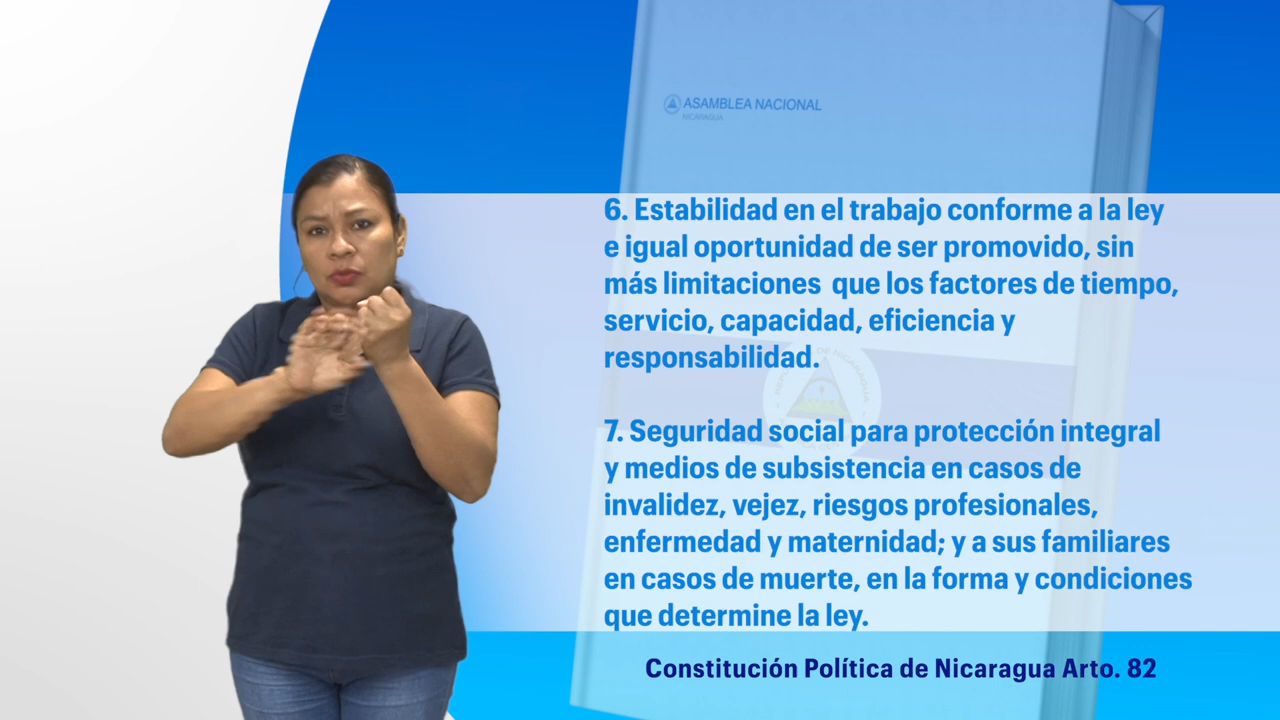 ASAMBLEA NACIONAL
NICARAGUA
6. Estabilidad en el trabajo conforme a la ley
e igual oportunidad de ser promovido, sin
más limitaciones que los factores de tiempo,
servicio, capacidad, eficiencia y
responsabilidad.
7. Seguridad social para protección integral
y medios de subsistencia en casos de
invalidez, vejez, riesgos profesionales,
enfermedad y maternidad; y a sus familiares
en casos de muerte, en la forma y condiciones
que determine la ley.
Constitución Política de Nicaragua Arto. 82